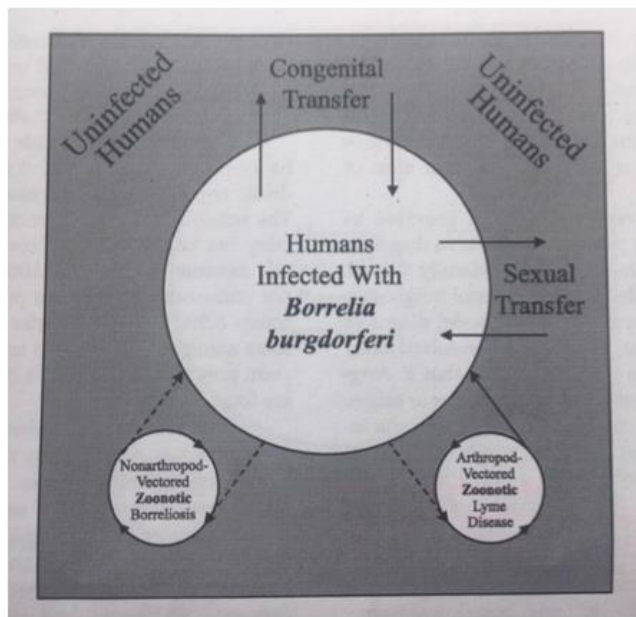 Uninfected
Humans
Congenital
Transfer
Uninfected
Humans
Humans
Infected With
Borrelia
burgdorferi
Sexual
Transfer
Nonarthropod-
Vectored
Zoonotic
Borreliosis
Arthropod-
Vectored
Zoonotic
Lyme
Disease